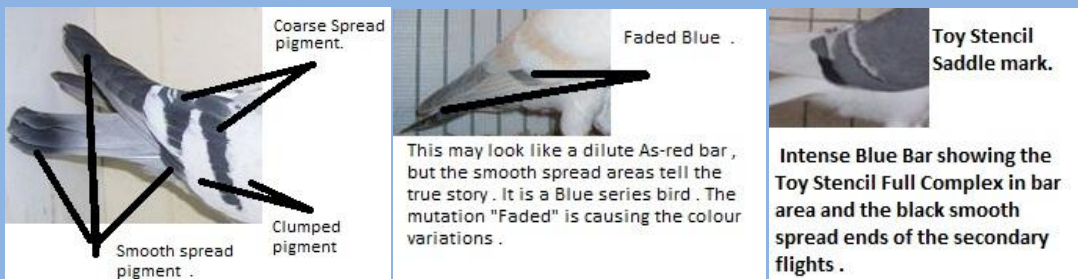 Coarse Spread
pigment.
Smooth spread
pigment .
Clumped
pigment
Faded Blue .
This may look like a dilute As-red bar ,
but the smooth spread areas tell the
true story . It is a Blue series bird . The
mutation "Faded" is causing the colour
variations .
Toy Stencil
Saddle mark.
Intense Blue Bar showing the
Toy Stencil Full Complex in bar
area and the black smooth
spread ends of the secondary
flights .